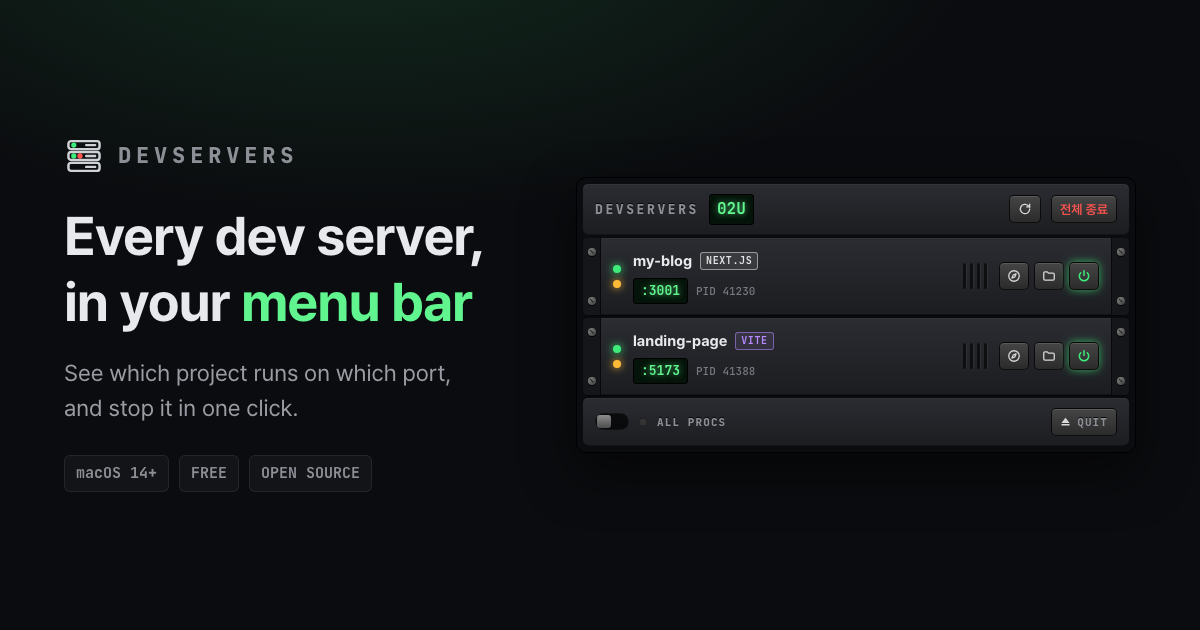 DEVSERVERS
Every dev server,
in your menu bar
See which project runs on which port,
and stop it in one click.
macOS 14+ FREE OPEN SOURCE
DEVSERVERS 02U 전체 종료
my-blog NEXT.JS
:3001 PID 41230
landing-page VITE
:5173 PID 41388
ALL PROCS QUIT